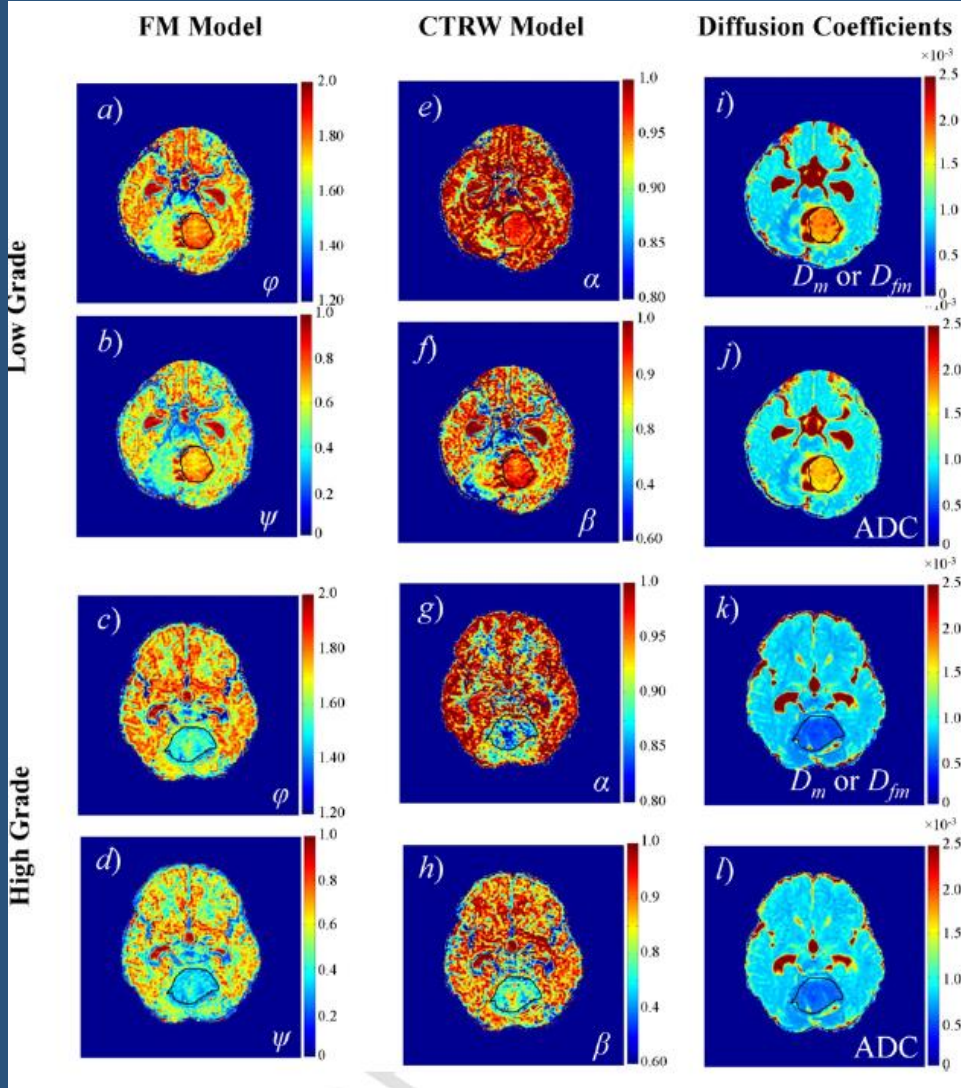 FM Model
CTRW Model
Diffusion Coefficients
Low Grade
a)
2.0
1.80
1.60
1.40
1.20
φ
e)
1.0
0.95
0.90
0.85
0.80
α
i)
×10⁻³
2.5
2.0
1.5
1.0
0.5
0
D_m or D_fm
b)
1.0
0.8
0.6
0.4
0.2
0
ψ
f)
1.0
0.9
0.8
0.4
0.60
β
j)
2.5
2.0
1.5
1.0
0.5
0
ADC
High Grade
c)
2.0
1.80
1.60
1.40
1.20
φ
g)
1.0
0.95
0.90
0.85
0.80
α
k)
×10⁻³
2.5
2.0
1.5
1.0
0.5
0
D_m or D_fm
d)
1.0
0.8
0.6
0.4
0.2
0
ψ
h)
1.0
0.9
0.8
0.4
0.60
β
l)
×10⁻³
2.5
2.0
1.5
1.0
0.5
0
ADC